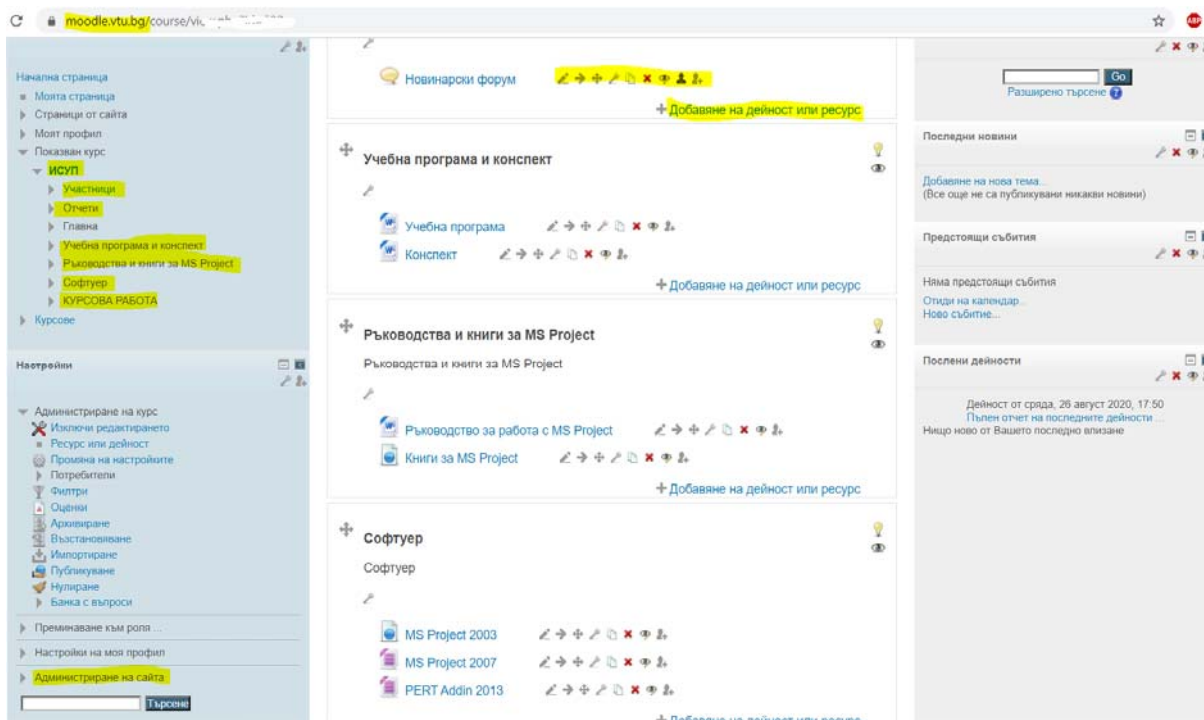 moodle.vtu.bg/course/vi
ABP
Начална страница
Моята страница
Страници от сайта
Моят профил
Показван курс
ИСУП
Участници
Отчети
Главна
Учебна програма и конспект
Ръководства и книги за MS Project
Софтуер
КУРСОВА РАБОТА
Курсове
Настройки
Администриране на курс
Изключи редактирането
Ресурс или дейност
Промяна на настройките
Потребители
Филтри
Оценки
Архивиране
Възстановяване
Импортиране
Публикуване
Нулиране
Банка с въпроси
Преминаване към роля ...
Настройки на моя профил
Администриране на сайта
Търсене
Новинарски форум
Добавяне на дейност или ресурс
Учебна програма и конспект
Учебна програма
Конспект
Добавяне на дейност или ресурс
Ръководства и книги за MS Project
Ръководства и книги за MS Project
Ръководство за работа с MS Project
Книги за MS Project
Добавяне на дейност или ресурс
Софтуер
Софтуер
MS Project 2003
MS Project 2007
PERT Addin 2013
Добавяне на дейност или ресурс
Go
Разширено търсене
Последни новини
Добавяне на нова тема...
(Все още не са публикувани никакви новини)
Предстоящи събития
Няма предстоящи събития
Отиди на календар...
Ново събитие...
Послени дейности
Дейност от сряда, 26 август 2020, 17:50
Пълен отчет на последните дейности ...
Нищо ново от Вашето последно влизане